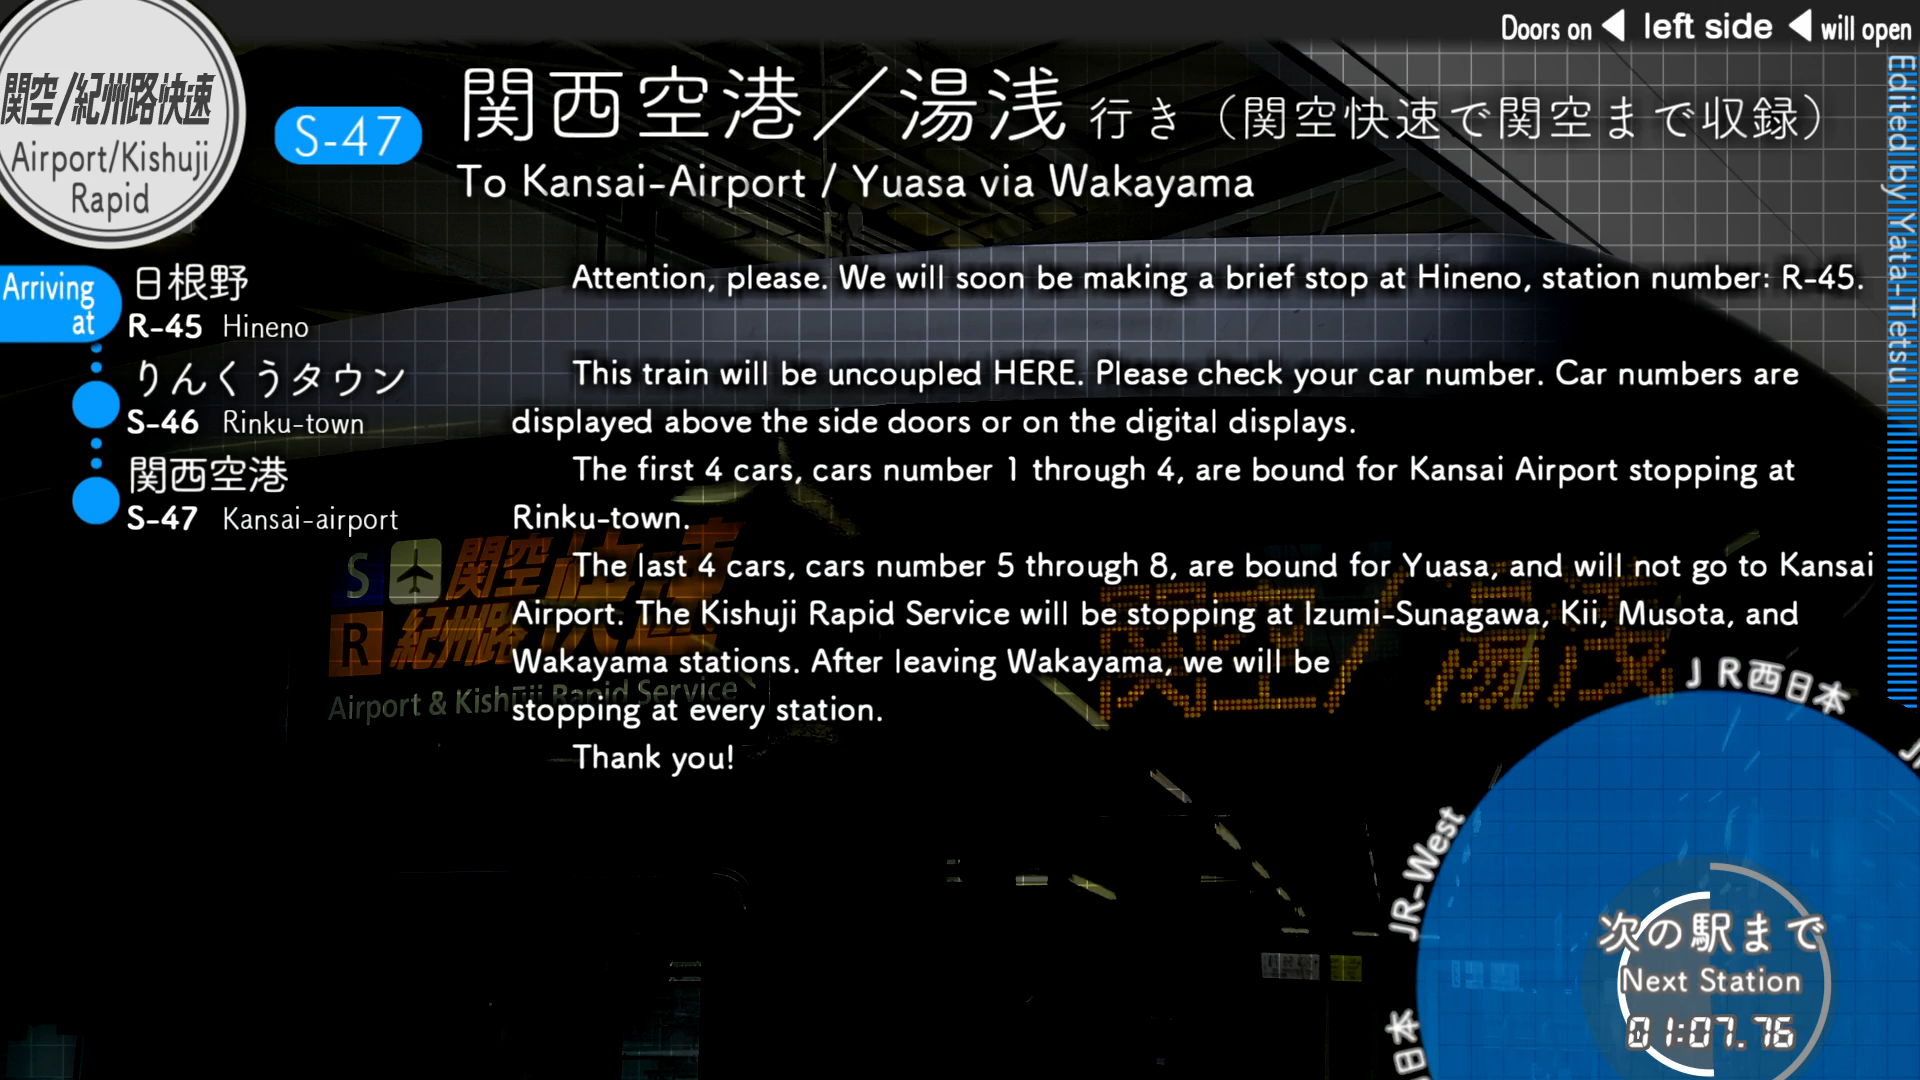 Doors on ◀ left side ◀ will open
関空/紀州路快速
Airport/Kishuji
Rapid
S-47
関西空港／湯浅 行き（関空快速で関空まで収録）
To Kansai-Airport / Yuasa via Wakayama
Edited by Yata-Tetsu
Arriving
at
日根野
R-45 Hineno
りんくうタウン
S-46 Rinku-town
関西空港
S-47 Kansai-airport
Attention, please. We will soon be making a brief stop at Hineno, station number: R-45.
This train will be uncoupled HERE. Please check your car number. Car numbers are
displayed above the side doors or on the digital displays.
The first 4 cars, cars number 1 through 4, are bound for Kansai Airport stopping at
Rinku-town.
The last 4 cars, cars number 5 through 8, are bound for Yuasa, and will not go to Kansai
Airport. The Kishuji Rapid Service will be stopping at Izumi-Sunagawa, Kii, Musota, and
Wakayama stations. After leaving Wakayama, we will be
stopping at every station.
Thank you!
S 関空快速
R 紀州路
Airport & Kishuji Rapid Service
関空/湯浅
JR西日本
JR-West
日本
次の駅まで
Next Station
01:07.76